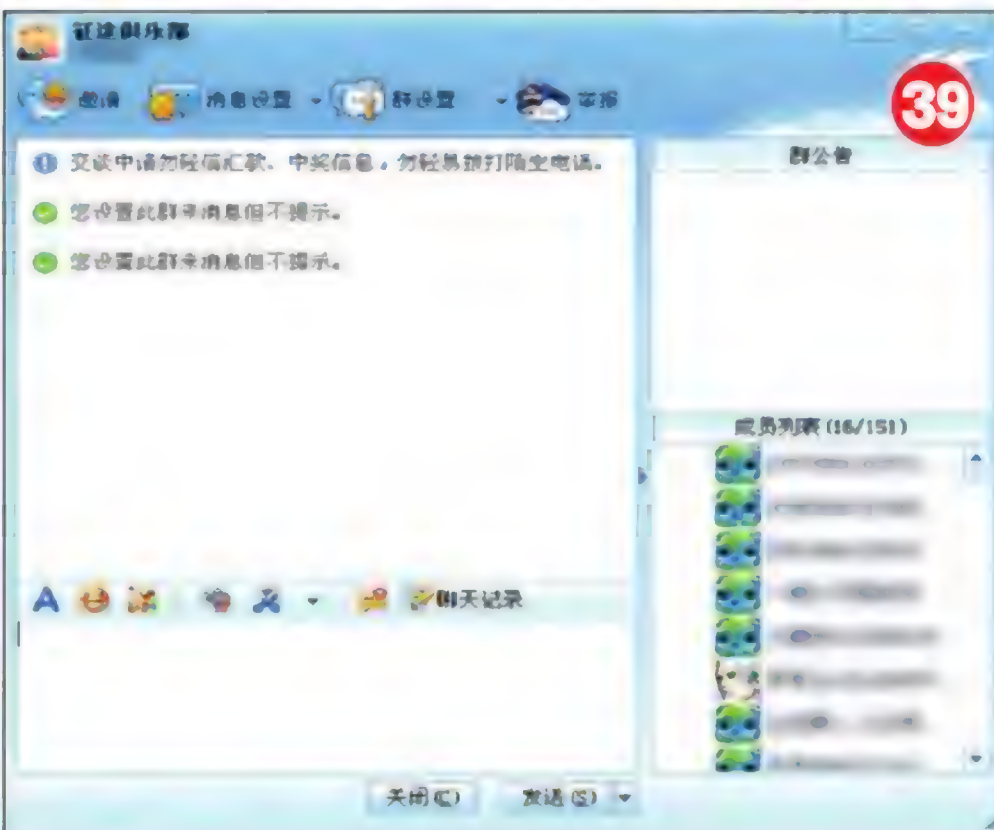 征途俱乐部
邀请 消息设置 群设置 举报
39
交谈中请勿轻信汇款、中奖信息，勿轻易拨打陌生电话。
您设置此群来消息但不提示。
您设置此群来消息但不提示。
群公告
成员列表(16/151)
聊天记录
关闭(C) 发送(S)